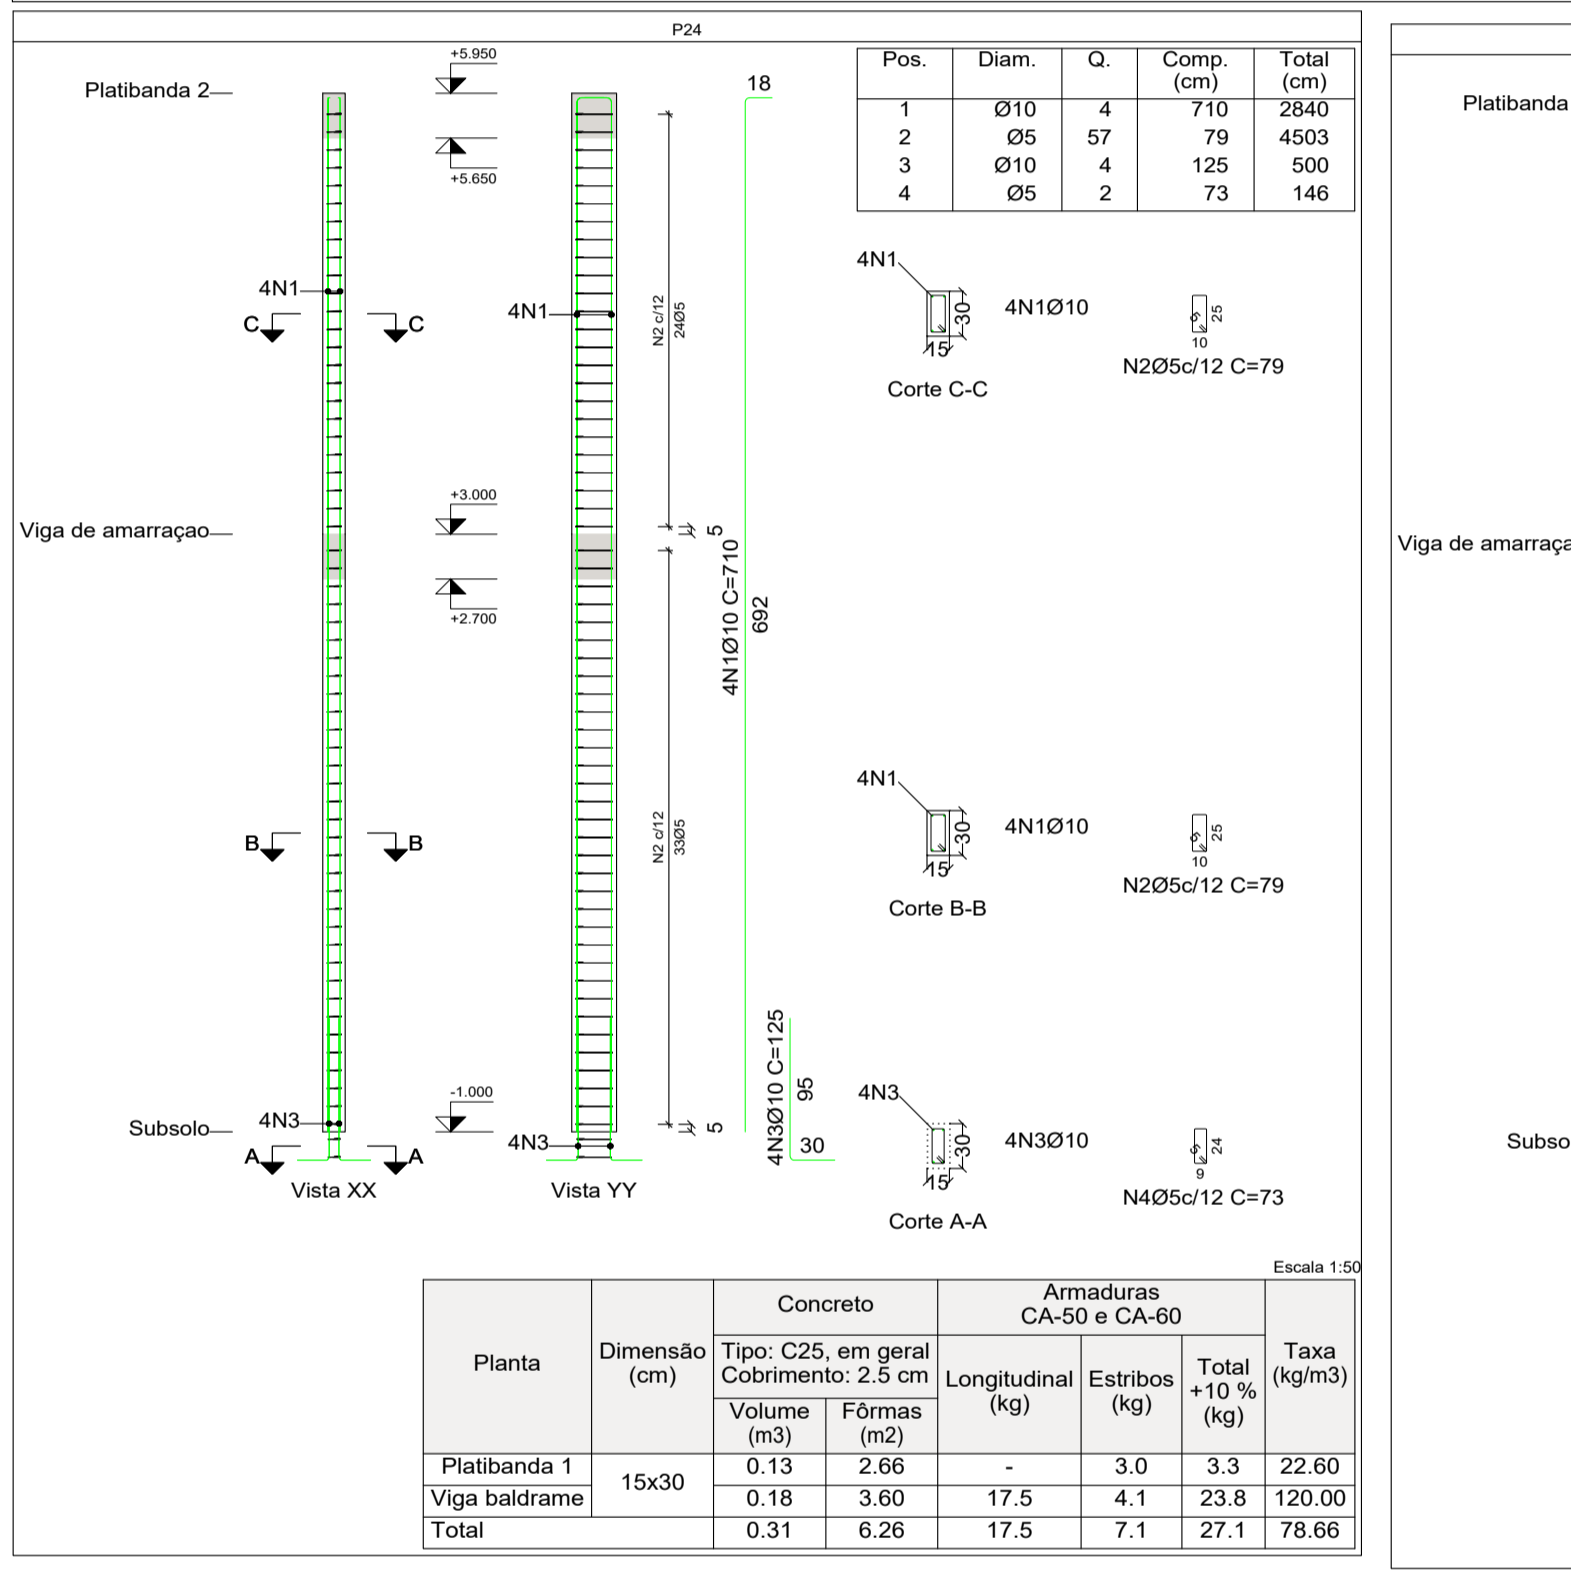 P24
Platibanda 2
+5.950
+5.650
18
Pos. Diam. Q. Comp. (cm) Total (cm)
1 Ø10 4 710 2840
2 Ø5 57 79 4503
3 Ø10 4 125 500
4 Ø5 2 73 146
4N1
C C
4N1
N2 c/12
24Ø5
4N1
30
15
4N1Ø10
25
10
N2Ø5c/12 C=79
Corte C-C
Viga de amarraçao
+3.000
+2.700
5
4N1Ø10 C=710
692
B B
N2 c/12
33Ø5
4N1
30
15
4N1Ø10
25
10
N2Ø5c/12 C=79
Corte B-B
Subsolo
4N3
-1.000
A A
4N3
5
4N3Ø10 C=125
95
30
4N3
30
15
4N3Ø10
24
9
N4Ø5c/12 C=73
Corte A-A
Vista XX
Vista YY
Escala 1:50
Planta
Dimensão
(cm)
Concreto
Tipo: C25, em geral
Cobrimento: 2.5 cm
Volume
(m3)
Fôrmas
(m2)
Armaduras
CA-50 e CA-60
Longitudinal
(kg)
Estribos
(kg)
Total
+10 %
(kg)
Taxa
(kg/m3)
Platibanda 1 15x30 0.13 2.66 - 3.0 3.3 22.60
Viga baldrame 0.18 3.60 17.5 4.1 23.8 120.00
Total 0.31 6.26 17.5 7.1 27.1 78.66
Platibanda
Viga de amarraça
Subso